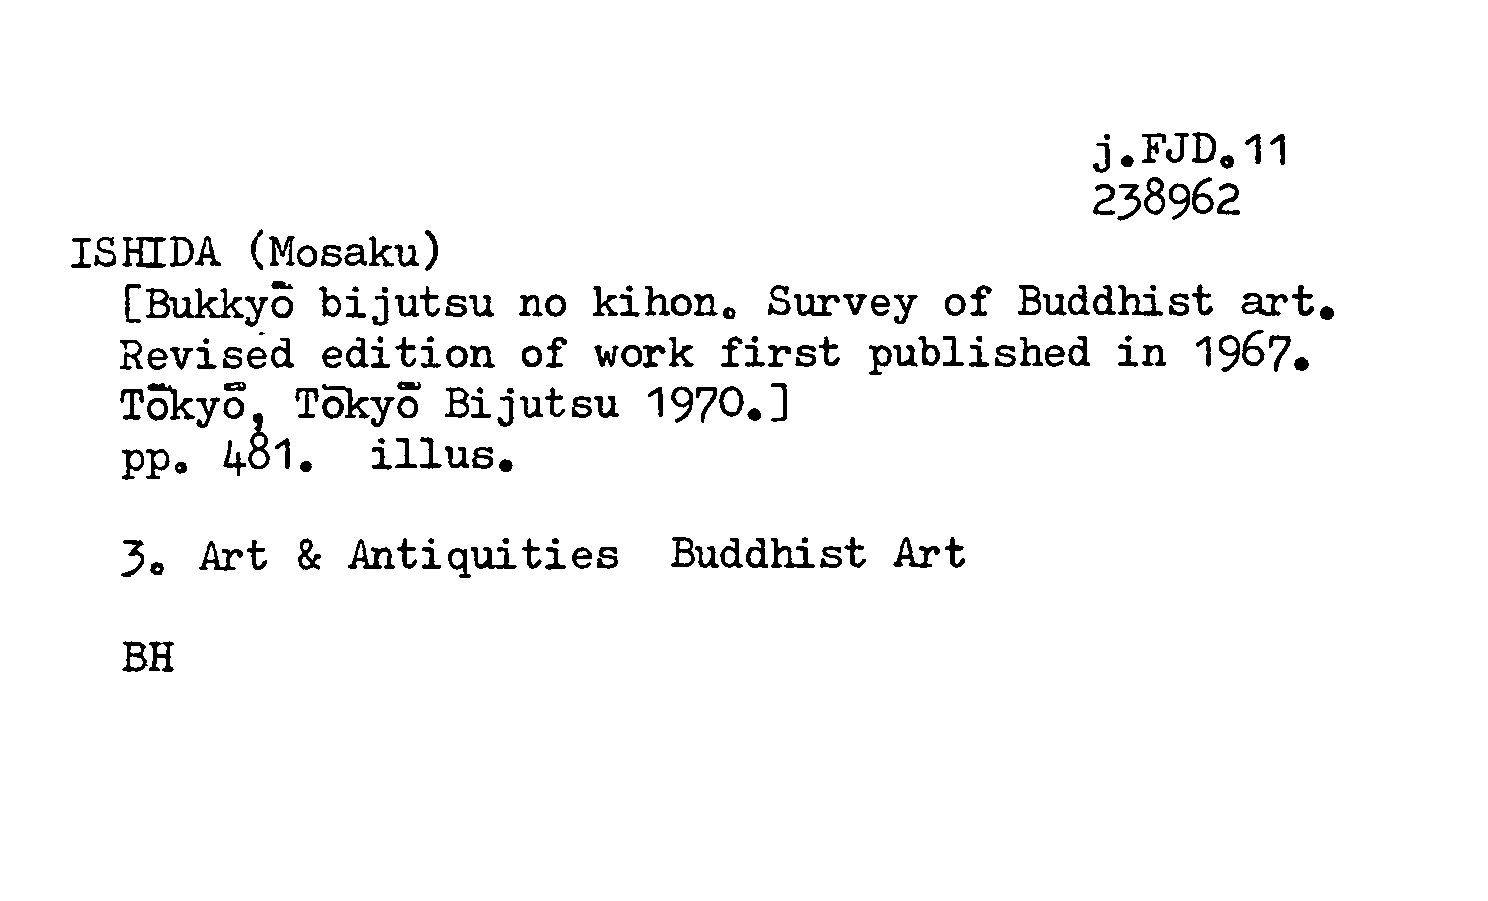 j.FJD.11
238962
ISHIDA (Mosaku)
[Bukkyō bijutsu no kihon. Survey of Buddhist art.
Revised edition of work first published in 1967.
Tōkyō, Tōkyō Bijutsu 1970.]
pp. 481. illus.
3. Art & Antiquities Buddhist Art
BH